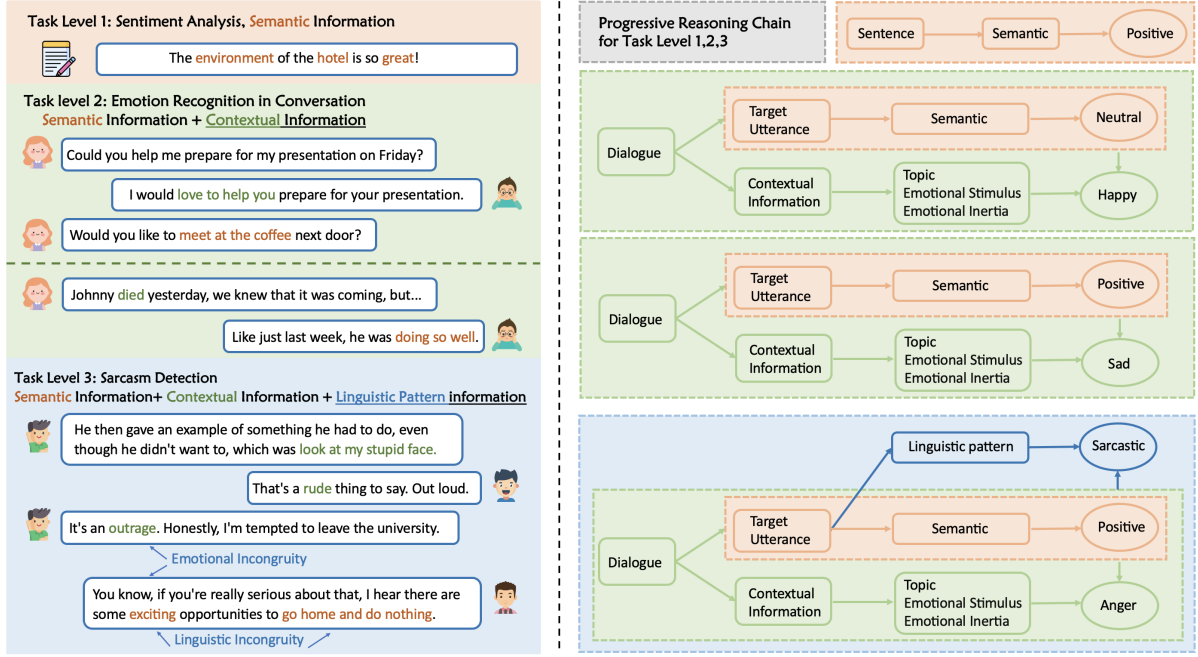 Task Level 1: Sentiment Analysis, Semantic Information
The environment of the hotel is so great!
Task level 2: Emotion Recognition in Conversation
Semantic Information + Contextual Information
Could you help me prepare for my presentation on Friday?
I would love to help you prepare for your presentation.
Would you like to meet at the coffee next door?
Johnny died yesterday, we knew that it was coming, but...
Like just last week, he was doing so well.
Task Level 3: Sarcasm Detection
Semantic Information+ Contextual Information + Linguistic Pattern information
He then gave an example of something he had to do, even
though he didn't want to, which was look at my stupid face.
That's a rude thing to say. Out loud.
It's an outrage. Honestly, I'm tempted to leave the university.
Emotional Incongruity
You know, if you're really serious about that, I hear there are
some exciting opportunities to go home and do nothing.
Linguistic Incongruity
Progressive Reasoning Chain
for Task Level 1,2,3
Sentence
Semantic
Positive
Dialogue
Target
Utterance
Semantic
Neutral
Contextual
Information
Topic
Emotional Stimulus
Emotional Inertia
Happy
Dialogue
Target
Utterance
Semantic
Positive
Contextual
Information
Topic
Emotional Stimulus
Emotional Inertia
Sad
Linguistic pattern
Sarcastic
Dialogue
Target
Utterance
Semantic
Positive
Contextual
Information
Topic
Emotional Stimulus
Emotional Inertia
Anger